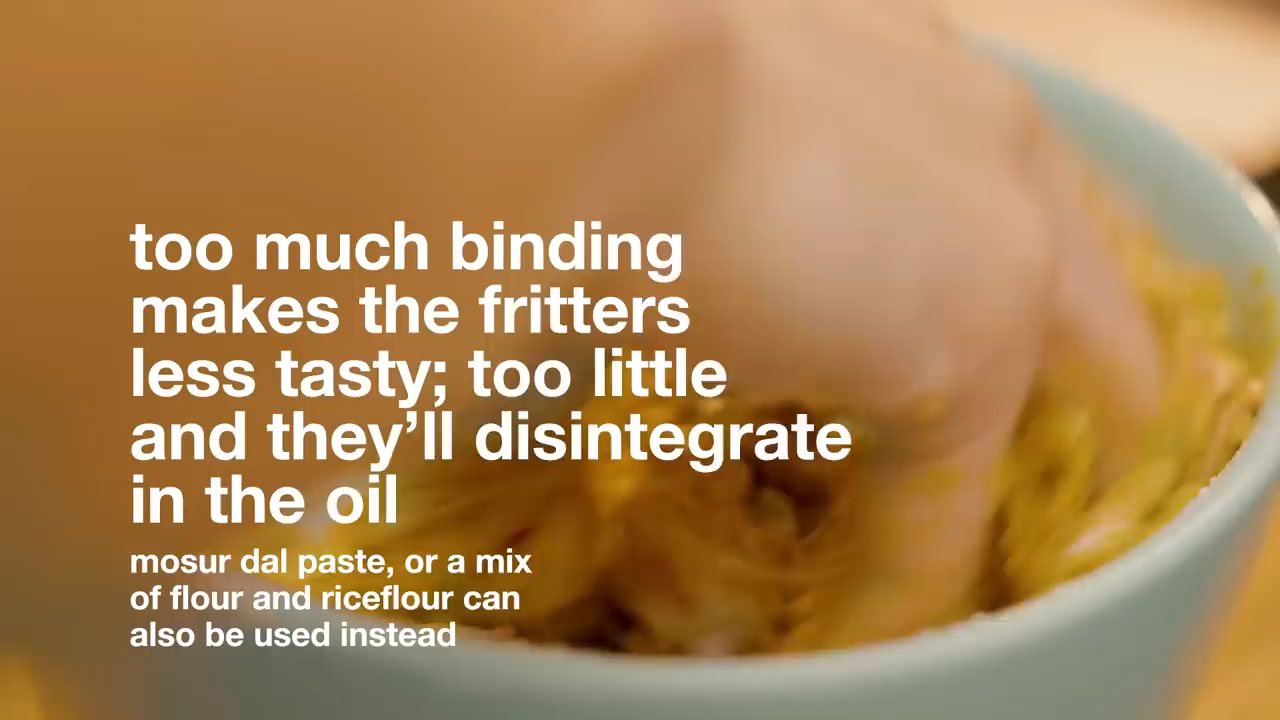 too much binding
makes the fritters
less tasty; too little
and they’ll disintegrate
in the oil
mosur dal paste, or a mix
of flour and riceflour can
also be used instead